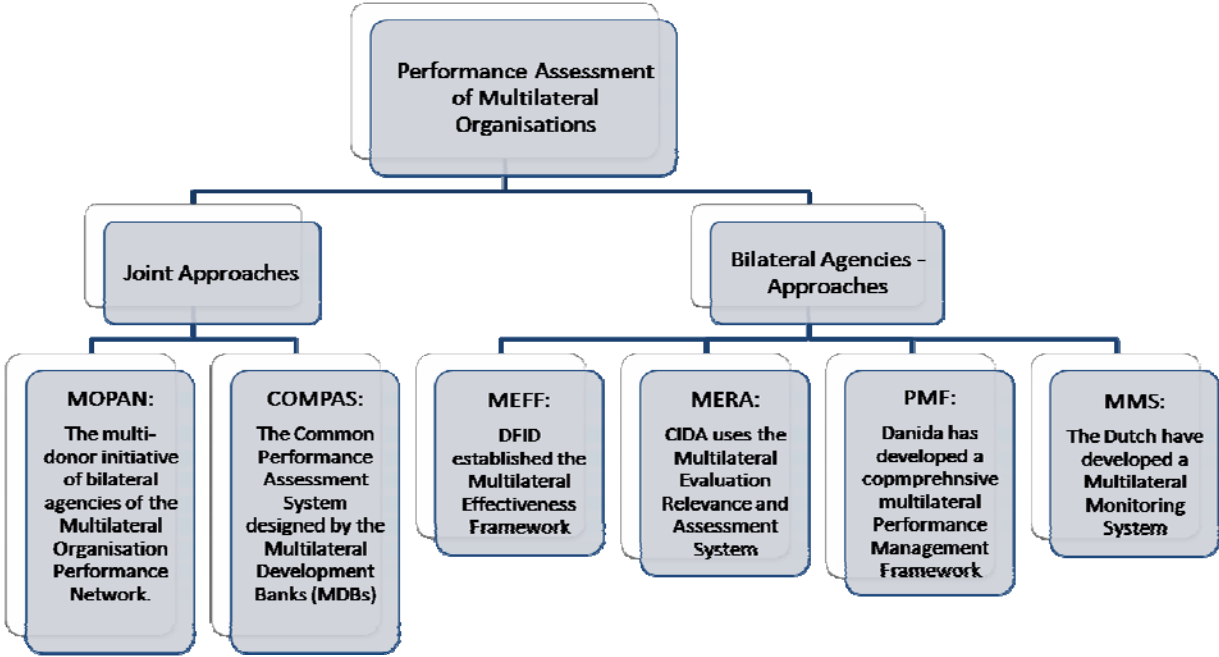 Performance Assessment
of Multilateral
Organisations
Joint Approaches
Bilateral Agencies -
Approaches
MOPAN:
The multi-
donor initiative
of bilateral
agencies of the
Multilateral
Organisation
Performance
Network.
COMPAS:
The Common
Performance
Assessment
System
designed by the
Multilateral
Development
Banks (MDBs)
MEFF:
DFID
established the
Multilateral
Effectiveness
Framework
MERA:
CIDA uses the
Multilateral
Evaluation
Relevance and
Assessment
System
PMF:
Danida has
developed a
copmprehnsive
multilateral
Performance
Management
Framework
MMS:
The Dutch have
developed a
Multilateral
Monitoring
System